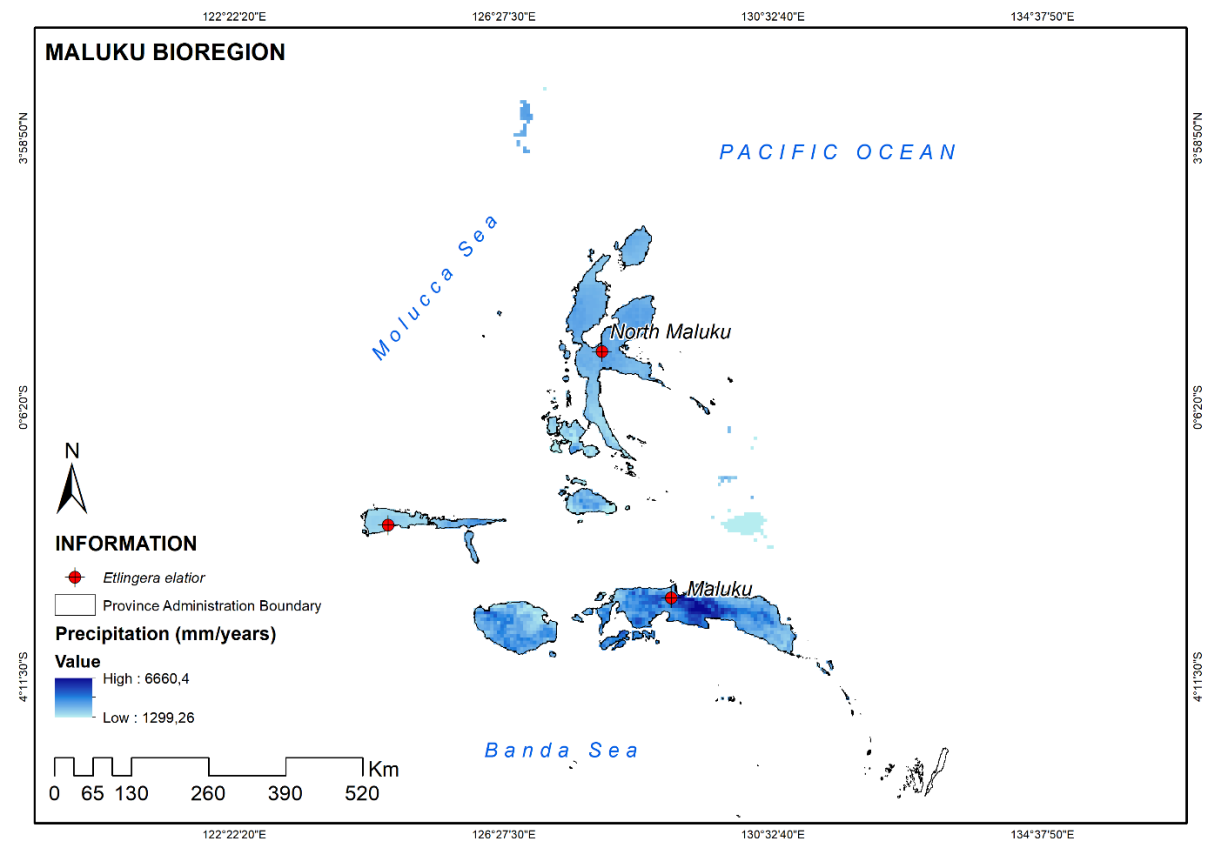 122°22'20"E 126°27'30"E 130°32'40"E 134°37'50"E
MALUKU BIOREGION
3°58'50"N 3°58'50"N
PACIFIC OCEAN
Molucca Sea
North Maluku
0°6'20"S 0°6'20"S
N
INFORMATION
Etlingera elatior
Maluku
Province Administration Boundary
Precipitation (mm/years)
Value
High : 6660,4
Low : 1299,26
4°11'30"S 4°11'30"S
Banda Sea
Km
0 65 130 260 390 520
122°22'20"E 126°27'30"E 130°32'40"E 134°37'50"E